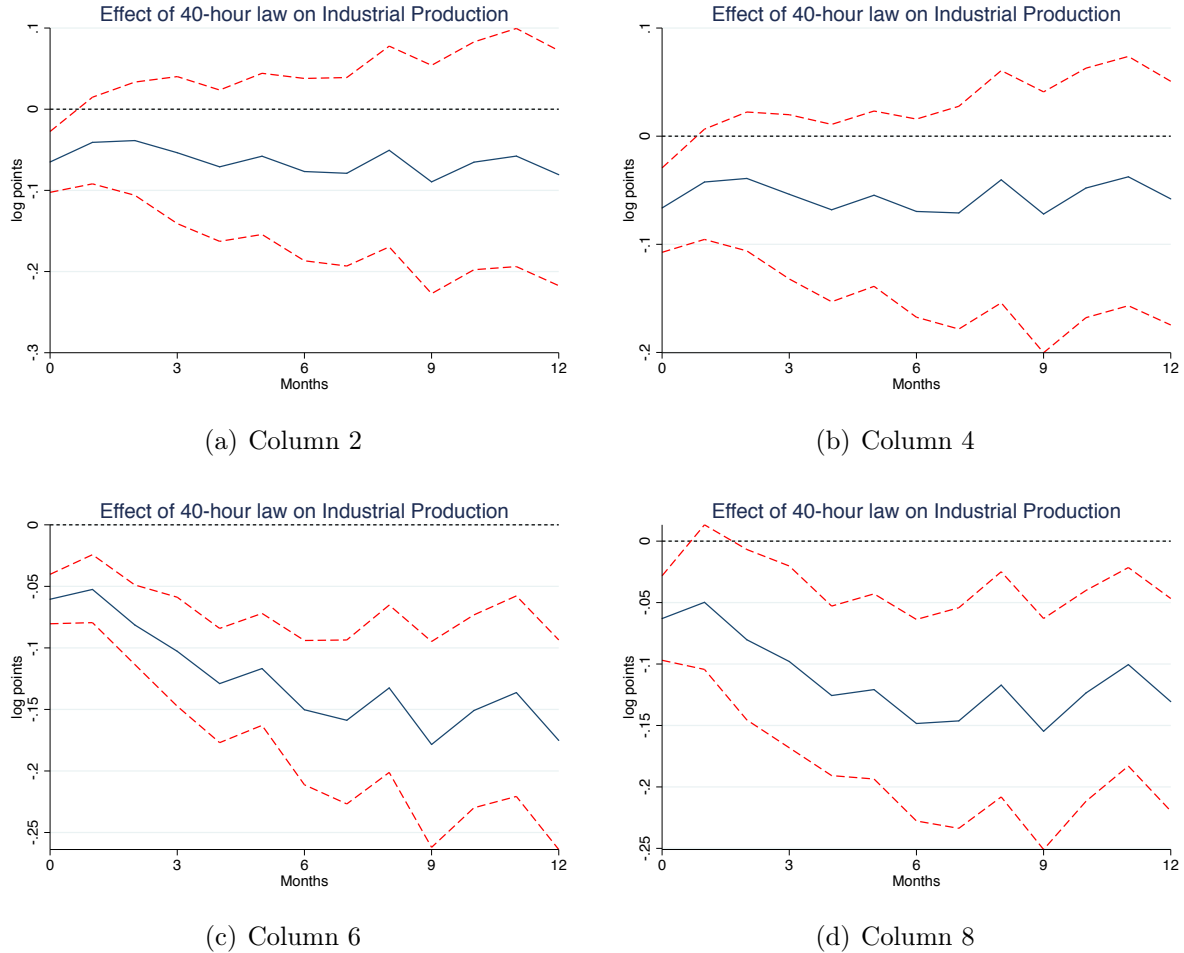 Effect of 40-hour law on Industrial Production
.1
0
-.1
-.2
-.3
log points
0 3 6 9 12
Months
(a) Column 2
Effect of 40-hour law on Industrial Production
.1
0
-.1
-.2
log points
0 3 6 9 12
Months
(b) Column 4
Effect of 40-hour law on Industrial Production
0
-.05
-.1
-.15
-.2
-.25
log points
0 3 6 9 12
Months
(c) Column 6
Effect of 40-hour law on Industrial Production
0
-.05
-.1
-.15
-.2
-.25
log points
0 3 6 9 12
Months
(d) Column 8